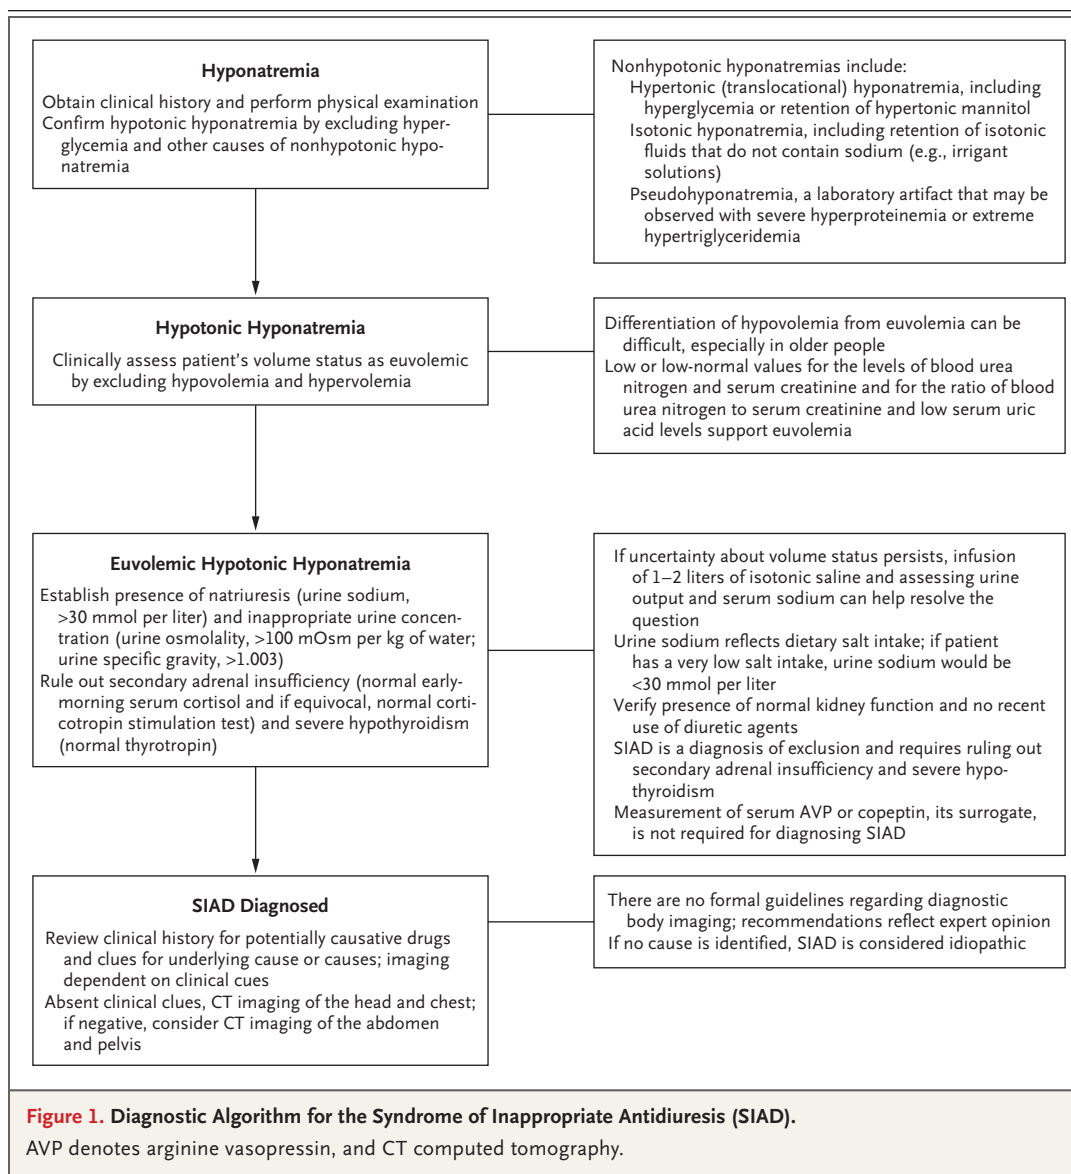 Hyponatremia
Obtain clinical history and perform physical examination
Confirm hypotonic hyponatremia by excluding hyper-
glycemia and other causes of nonhypotonic hypo-
natremia
Nonhypotonic hyponatremias include:
Hypertonic (translocational) hyponatremia, including
hyperglycemia or retention of hypertonic mannitol
Isotonic hyponatremia, including retention of isotonic
fluids that do not contain sodium (e.g., irrigant
solutions)
Pseudohyponatremia, a laboratory artifact that may be
observed with severe hyperproteinemia or extreme
hypertriglyceridemia
Hypotonic Hyponatremia
Clinically assess patient's volume status as euvolemic
by excluding hypovolemia and hypervolemia
Differentiation of hypovolemia from euvolemia can be
difficult, especially in older people
Low or low-normal values for the levels of blood urea
nitrogen and serum creatinine and for the ratio of blood
urea nitrogen to serum creatinine and low serum uric
acid levels support euvolemia
Euvolemic Hypotonic Hyponatremia
Establish presence of natriuresis (urine sodium,
>30 mmol per liter) and inappropriate urine concen-
tration (urine osmolality, >100 mOsm per kg of water;
urine specific gravity, >1.003)
Rule out secondary adrenal insufficiency (normal early-
morning serum cortisol and if equivocal, normal corti-
cotropin stimulation test) and severe hypothyroidism
(normal thyrotropin)
If uncertainty about volume status persists, infusion
of 1–2 liters of isotonic saline and assessing urine
output and serum sodium can help resolve the
question
Urine sodium reflects dietary salt intake; if patient
has a very low salt intake, urine sodium would be
<30 mmol per liter
Verify presence of normal kidney function and no recent
use of diuretic agents
SIAD is a diagnosis of exclusion and requires ruling out
secondary adrenal insufficiency and severe hypo-
thyroidism
Measurement of serum AVP or copeptin, its surrogate,
is not required for diagnosing SIAD
SIAD Diagnosed
Review clinical history for potentially causative drugs
and clues for underlying cause or causes; imaging
dependent on clinical cues
Absent clinical clues, CT imaging of the head and chest;
if negative, consider CT imaging of the abdomen
and pelvis
There are no formal guidelines regarding diagnostic
body imaging; recommendations reflect expert opinion
If no cause is identified, SIAD is considered idiopathic
Figure 1. Diagnostic Algorithm for the Syndrome of Inappropriate Antidiuresis (SIAD).
AVP denotes arginine vasopressin, and CT computed tomography.